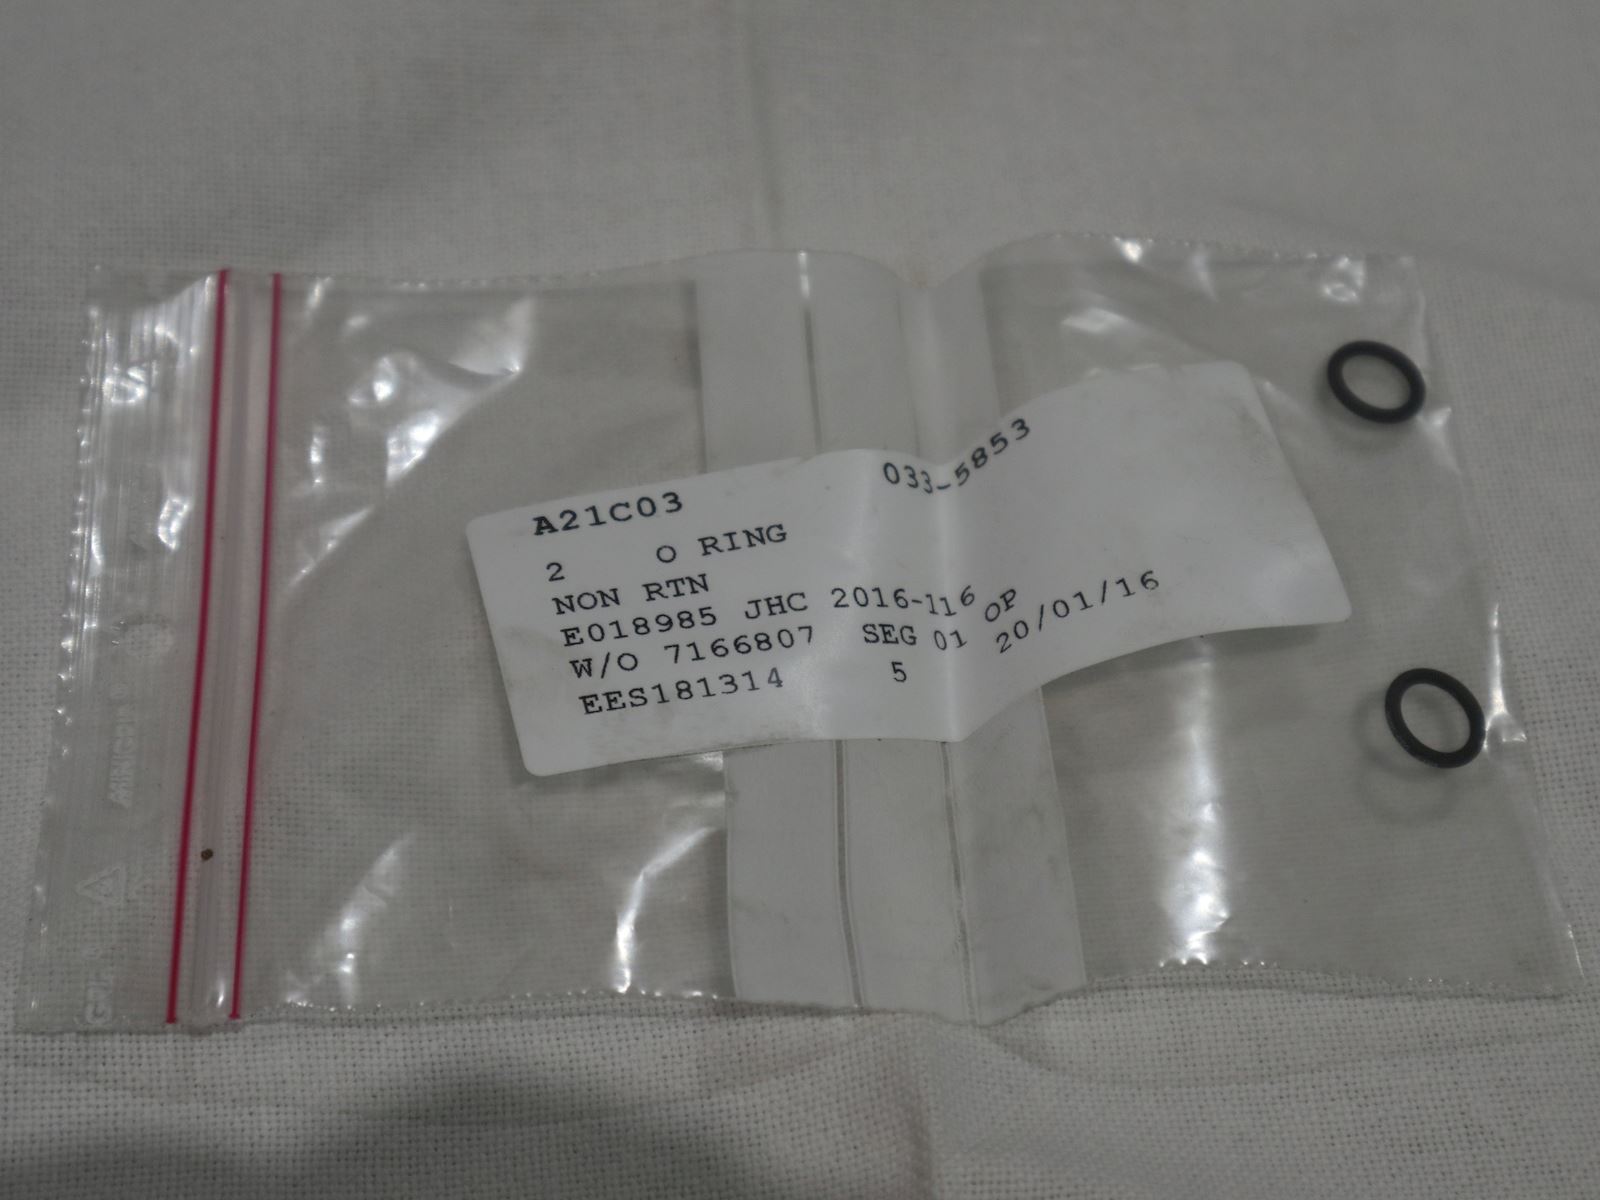 A21C03 033-5853
2 O RING
NON RTN
E018985 JHC 2016-116
W/O 7166807 SEG 01 OP
EES181314 5 20/01/16
MINIGRIP